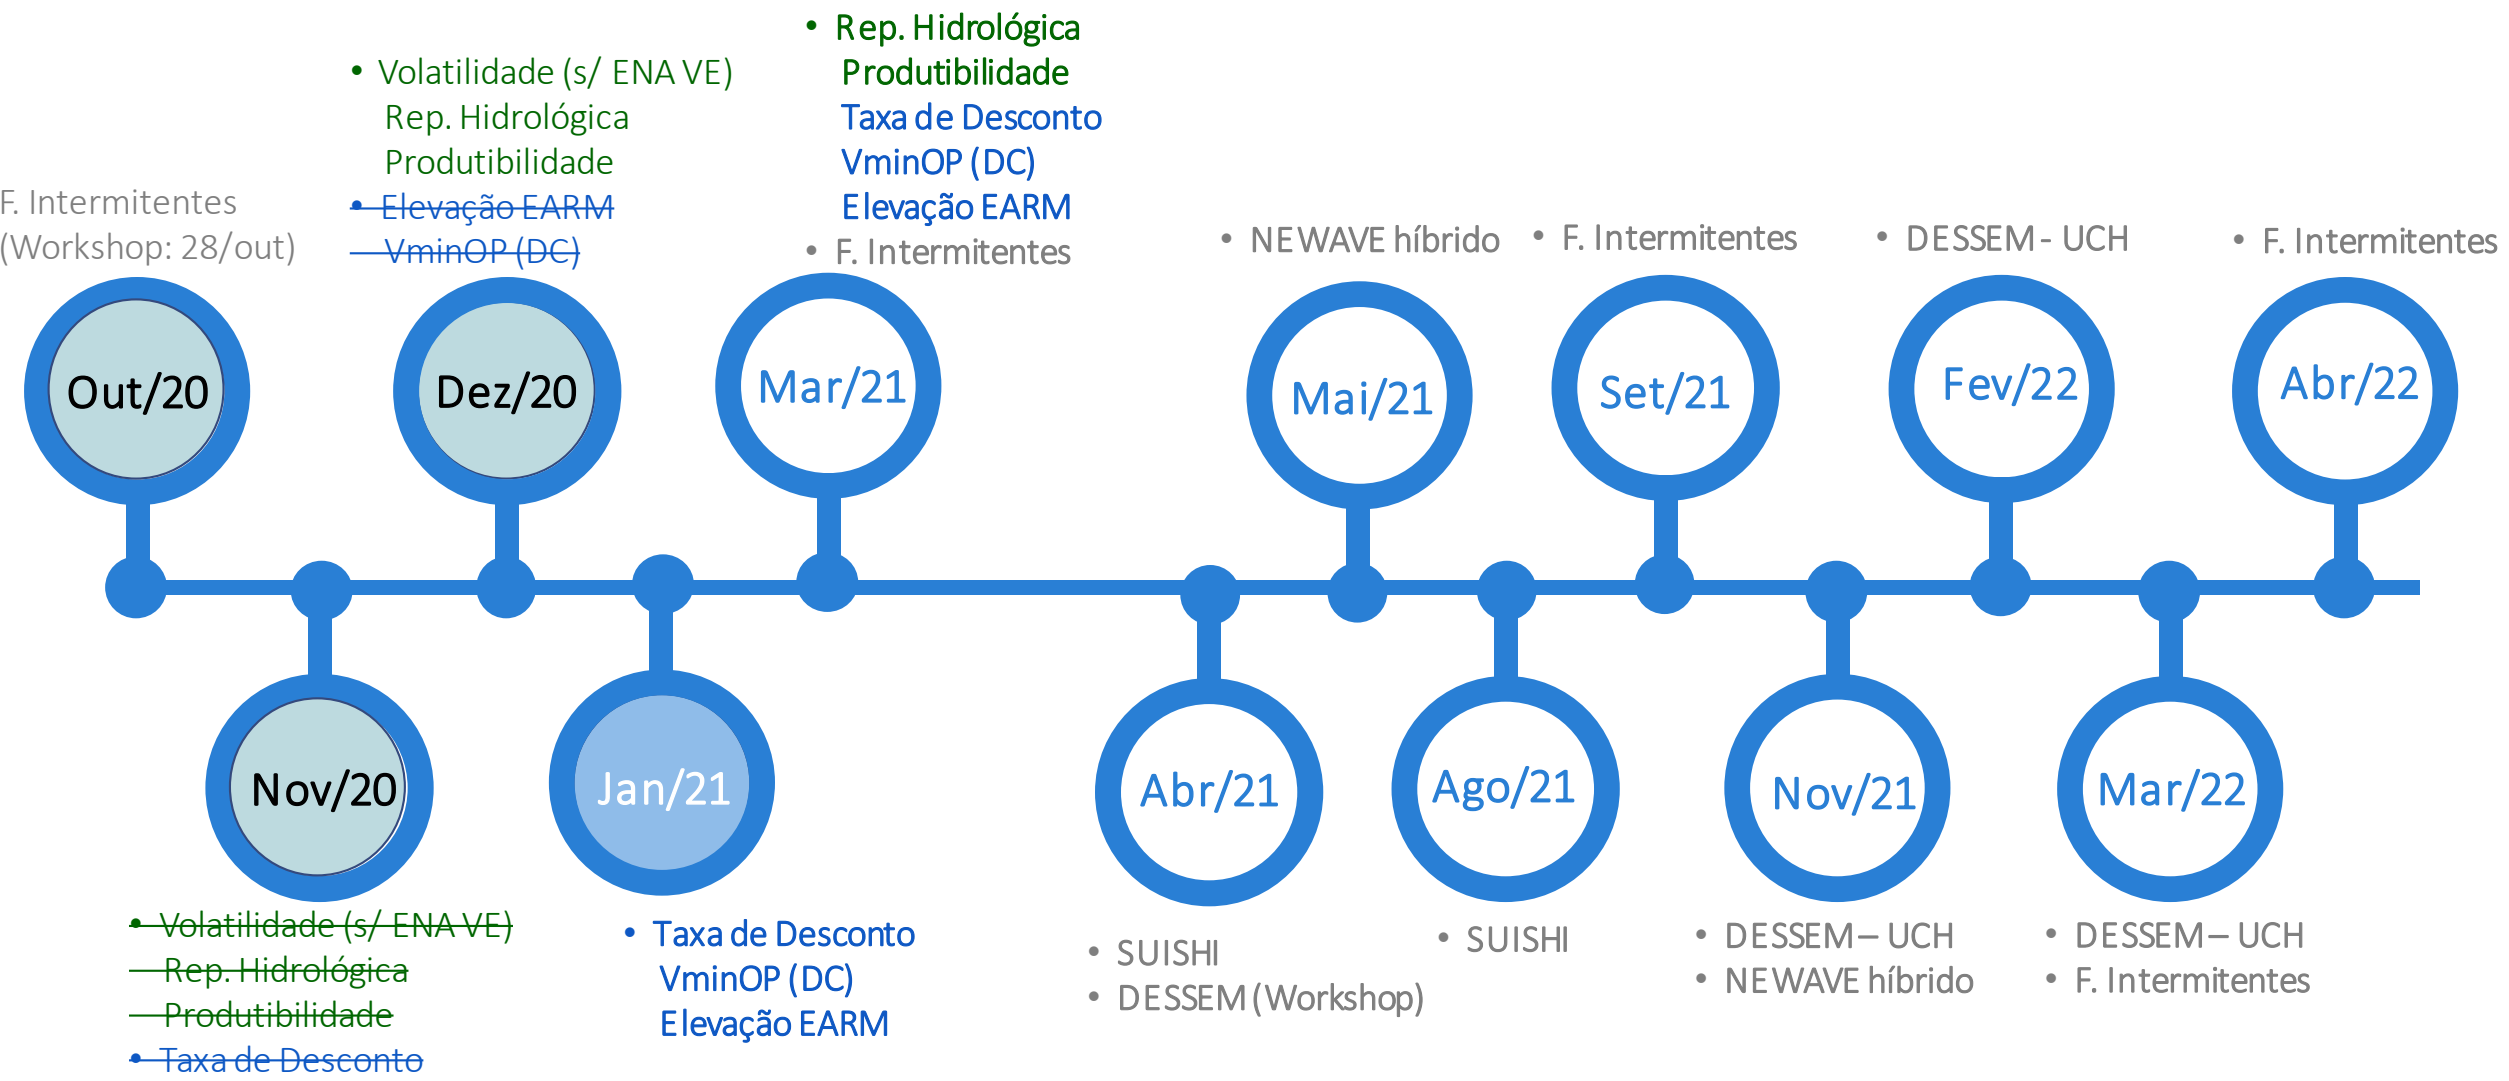 F. Intermitentes
(Workshop: 28/out)
Out/20
• Volatilidade (s/ ENA VE)
Rep. Hidrológica
Produtibilidade
• Elevação EARM
VminOP (DC)
Dez/20
• Rep. Hidrológica
Produtibilidade
Taxa de Desconto
VminOP (DC)
Elevação EARM
• F. Intermitentes
Mar/21
• NEWAVE híbrido
Mai/21
• F. Intermitentes
Set/21
• DESSEM - UCH
Fev/22
• F. Intermitentes
Abr/22
Nov/20
• Volatilidade (s/ ENA VE)
Rep. Hidrológica
Produtibilidade
• Taxa de Desconto
Jan/21
• Taxa de Desconto
VminOP (DC)
Elevação EARM
Abr/21
• SUISHI
• DESSEM (Workshop)
Ago/21
• SUISHI
Nov/21
• DESSEM – UCH
• NEWAVE híbrido
Mar/22
• DESSEM – UCH
• F. Intermitentes